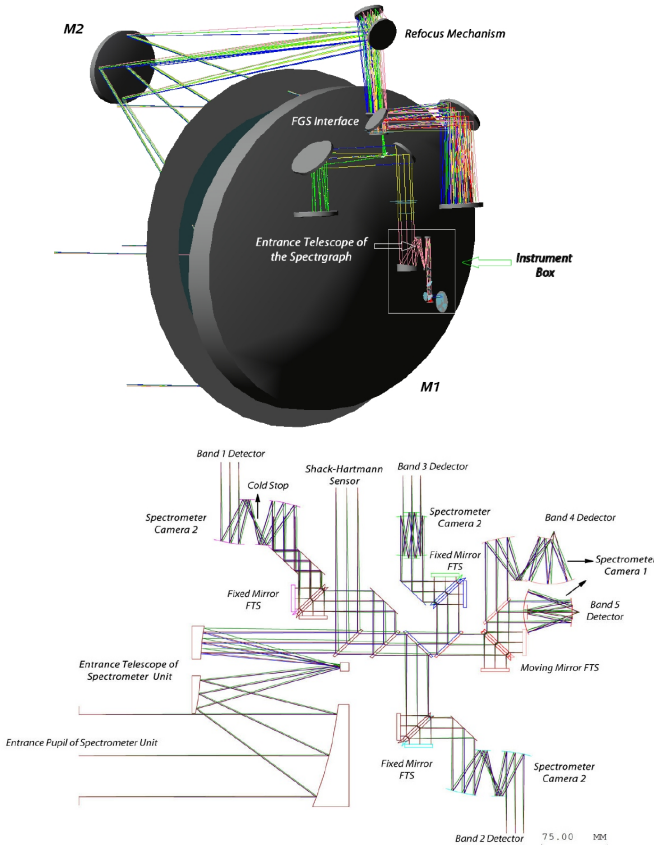 M2
Refocus Mechanism
FGS Interface
Entrance Telescope of
the Spectrgraph
Instrument
Box
M1
Band 1 Detector
Cold Stop
Shack-Hartmann
Sensor
Band 3 Dedector
Spectrometer
Camera 2
Spectrometer
Camera 2
Band 4 Dedector
Fixed Mirror
FTS
Spectrometer
Camera 1
Fixed Mirror
FTS
Band 5
Detector
Entrance Telescope of
Spectrometer Unit
Moving Mirror FTS
Entrance Pupil of Spectrometer Unit
Fixed Mirror
FTS
Spectrometer
Camera 2
Band 2 Dedector
75.00 MM